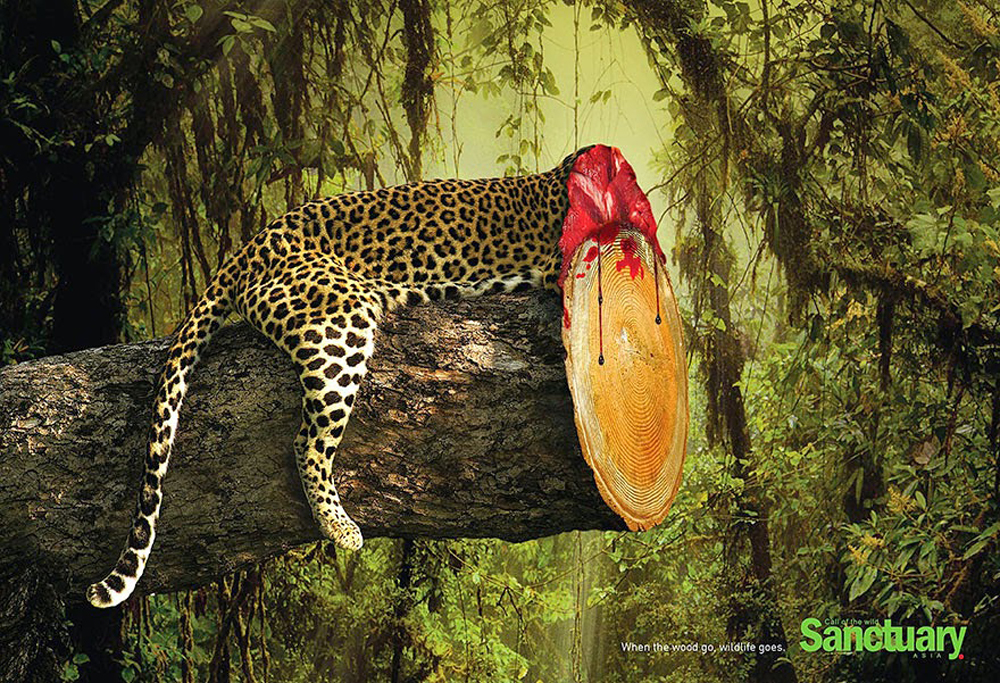 When the wood go, wildlife goes.
Call of the wild
Sanctuary
ASIA